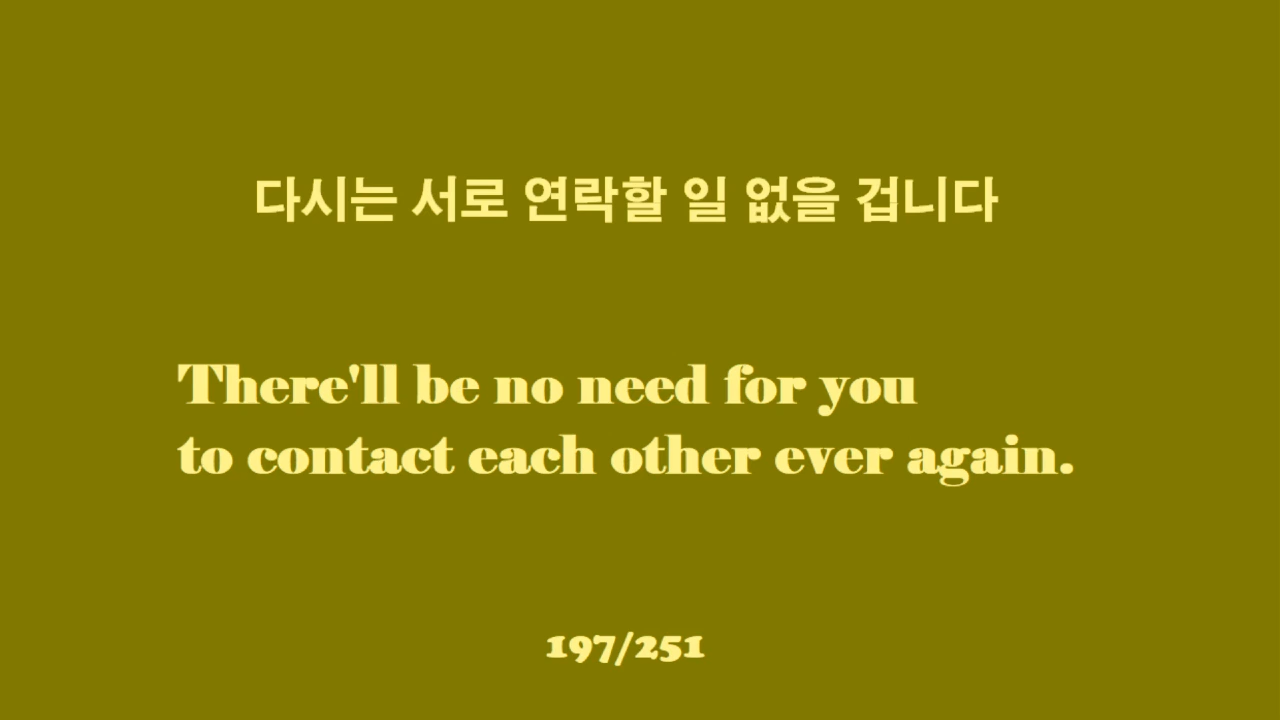 다시는 서로 연락할 일 없을 겁니다
There'll be no need for you
to contact each other ever again.
197/251